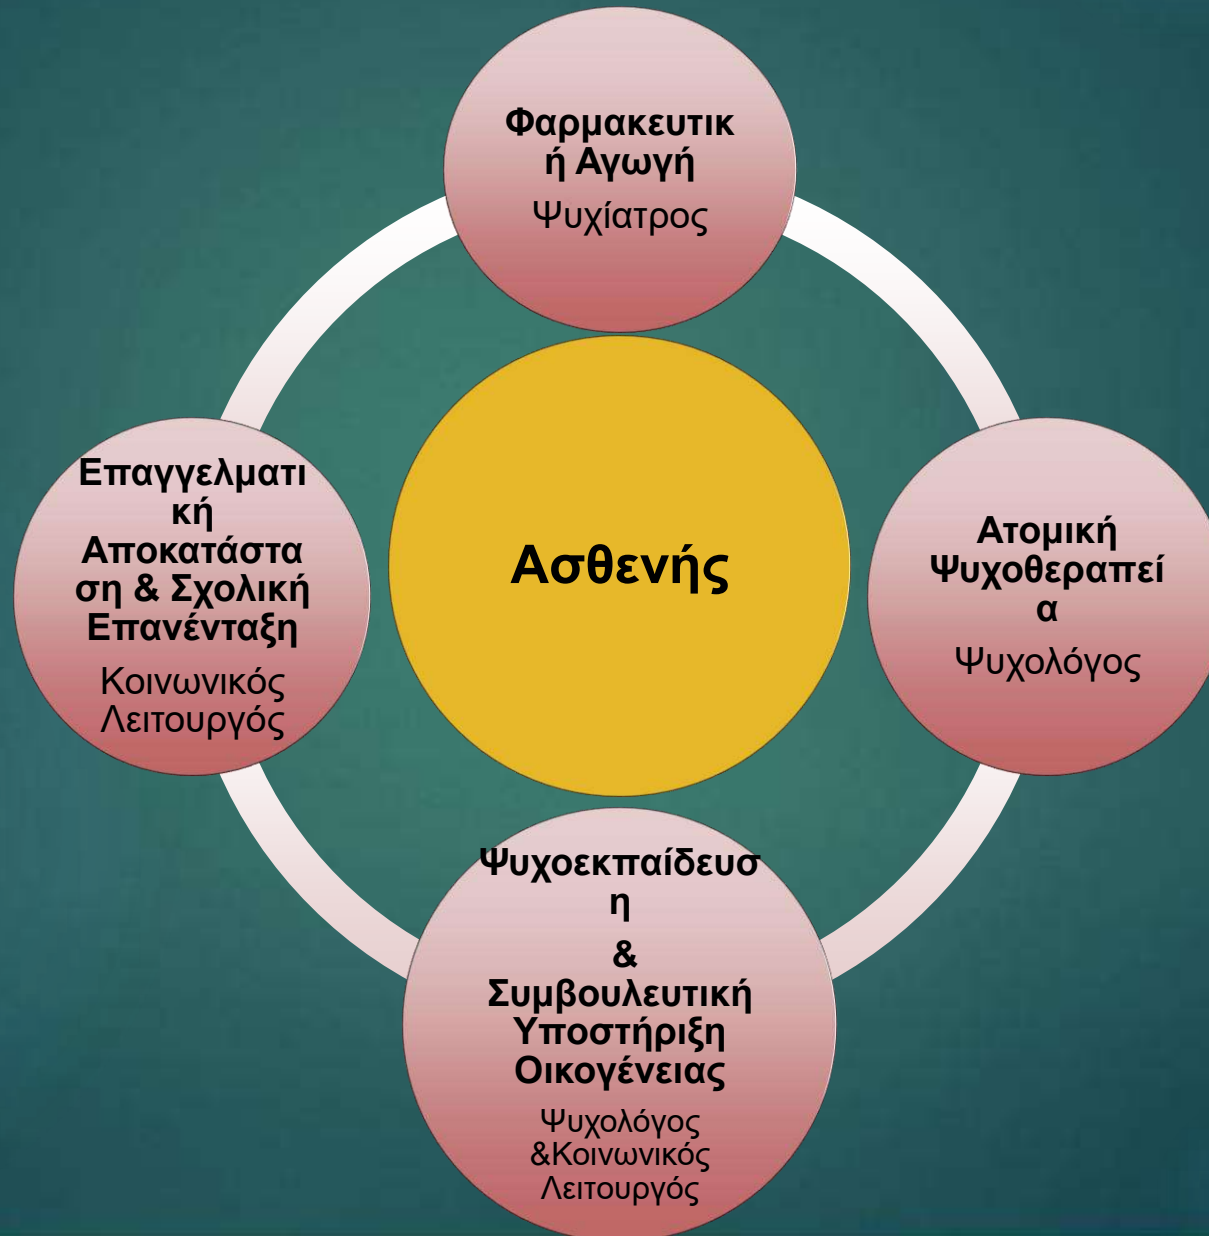 Φαρμακευτικ
ή Αγωγή
Ψυχίατρος
Επαγγελματι
κή
Αποκατάστα
ση & Σχολική
Επανένταξη
Κοινωνικός
Λειτουργός
Ασθενής
Ατομική
Ψυχοθεραπεί
α
Ψυχολόγος
Ψυχοεκπαίδευσ
η
&
Συμβουλευτική
Υποστήριξη
Οικογένειας
Ψυχολόγος
&Κοινωνικός
Λειτουργός